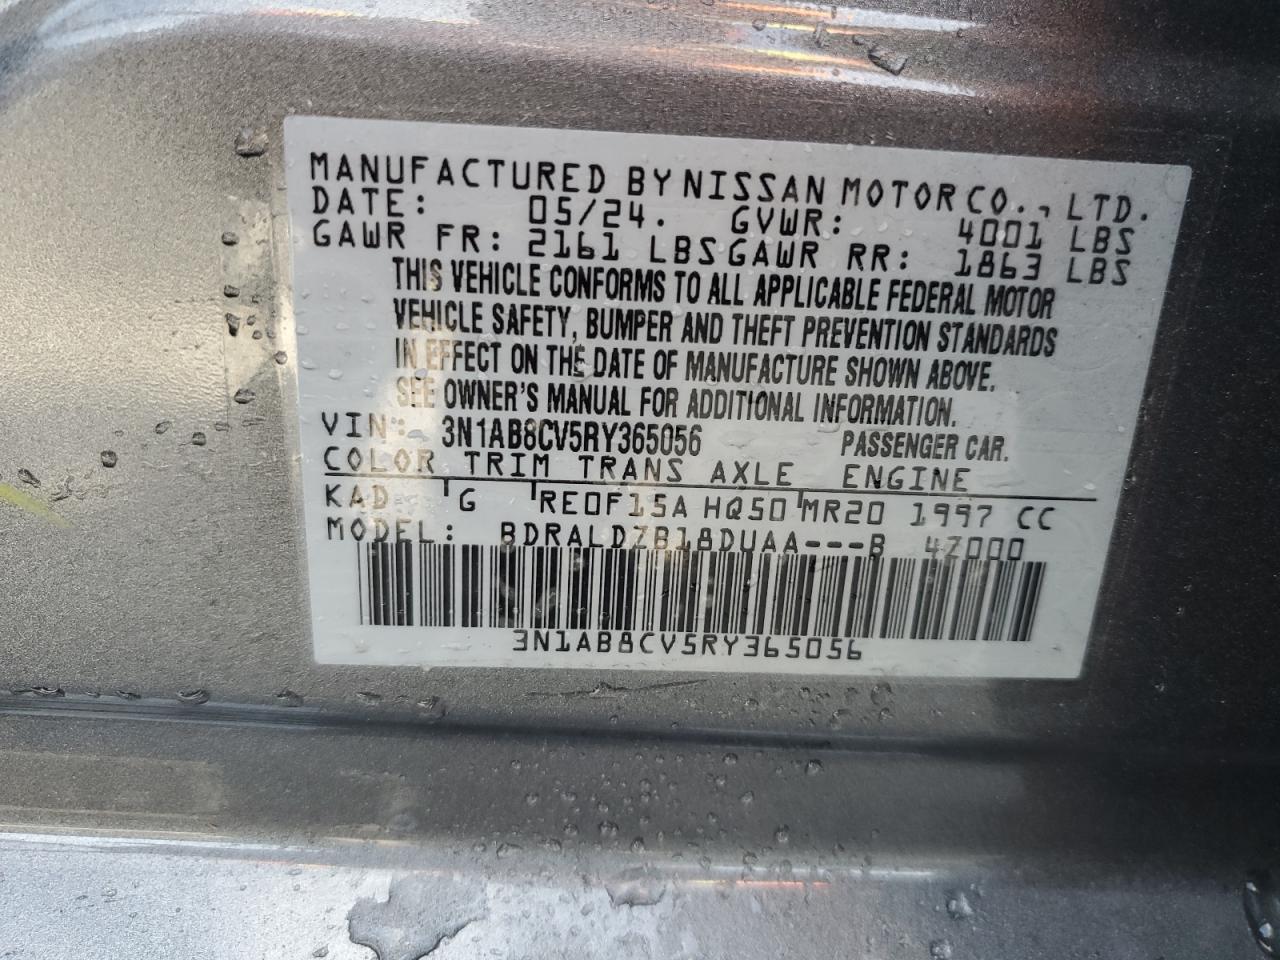 MANUFACTURED BY NISSAN MOTOR CO., LTD.
DATE: 05/24. GVWR: 4001 LBS
GAWR FR: 2161 LBS GAWR RR: 1863 LBS
THIS VEHICLE CONFORMS TO ALL APPLICABLE FEDERAL MOTOR
VEHICLE SAFETY, BUMPER AND THEFT PREVENTION STANDARDS
IN EFFECT ON THE DATE OF MANUFACTURE SHOWN ABOVE.
SEE OWNER'S MANUAL FOR ADDITIONAL INFORMATION.
VIN: 3N1AB8CV5RY365056 PASSENGER CAR.
COLOR TRIM TRANS AXLE ENGINE
KAD G RE0F15A HQ50 MR20 1997 CC
MODEL: BDRALDZB18DUAA---B 47000
3N1AB8CV5RY365056